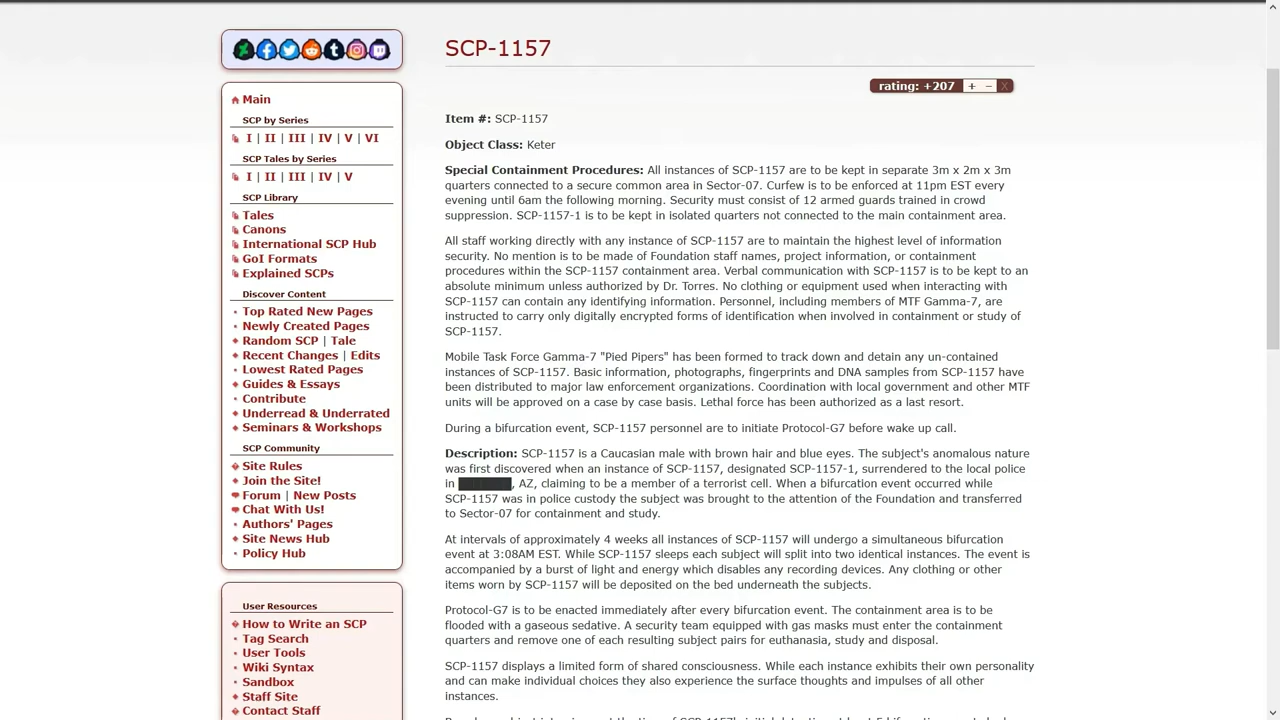 Main
SCP by Series
I | II | III | IV | V | VI
SCP Tales by Series
I | II | III | IV | V
SCP Library
Tales
Canons
International SCP Hub
GoI Formats
Explained SCPs
Discover Content
Top Rated New Pages
Newly Created Pages
Random SCP | Tale
Recent Changes | Edits
Lowest Rated Pages
Guides & Essays
Contribute
Underread & Underrated
Seminars & Workshops
SCP Community
Site Rules
Join the Site!
Forum | New Posts
Chat With Us!
Authors' Pages
Site News Hub
Policy Hub
User Resources
How to Write an SCP
Tag Search
User Tools
Wiki Syntax
Sandbox
Staff Site
Contact Staff
SCP-1157
rating: +207 + – X
Item #: SCP-1157
Object Class: Keter
Special Containment Procedures: All instances of SCP-1157 are to be kept in separate 3m x 2m x 3m
quarters connected to a secure common area in Sector-07. Curfew is to be enforced at 11pm EST every
evening until 6am the following morning. Security must consist of 12 armed guards trained in crowd
suppression. SCP-1157-1 is to be kept in isolated quarters not connected to the main containment area.
All staff working directly with any instance of SCP-1157 are to maintain the highest level of information
security. No mention is to be made of Foundation staff names, project information, or containment
procedures within the SCP-1157 containment area. Verbal communication with SCP-1157 is to be kept to an
absolute minimum unless authorized by Dr. Torres. No clothing or equipment used when interacting with
SCP-1157 can contain any identifying information. Personnel, including members of MTF Gamma-7, are
instructed to carry only digitally encrypted forms of identification when involved in containment or study of
SCP-1157.
Mobile Task Force Gamma-7 "Pied Pipers" has been formed to track down and detain any un-contained
instances of SCP-1157. Basic information, photographs, fingerprints and DNA samples from SCP-1157 have
been distributed to major law enforcement organizations. Coordination with local government and other MTF
units will be approved on a case by case basis. Lethal force has been authorized as a last resort.
During a bifurcation event, SCP-1157 personnel are to initiate Protocol-G7 before wake up call.
Description: SCP-1157 is a Caucasian male with brown hair and blue eyes. The subject's anomalous nature
was first discovered when an instance of SCP-1157, designated SCP-1157-1, surrendered to the local police
in ███████, AZ, claiming to be a member of a terrorist cell. When a bifurcation event occurred while
SCP-1157 was in police custody the subject was brought to the attention of the Foundation and transferred
to Sector-07 for containment and study.
At intervals of approximately 4 weeks all instances of SCP-1157 will undergo a simultaneous bifurcation
event at 3:08AM EST. While SCP-1157 sleeps each subject will split into two identical instances. The event is
accompanied by a burst of light and energy which disables any recording devices. Any clothing or other
items worn by SCP-1157 will be deposited on the bed underneath the subjects.
Protocol-G7 is to be enacted immediately after every bifurcation event. The containment area is to be
flooded with a gaseous sedative. A security team equipped with gas masks must enter the containment
quarters and remove one of each resulting subject pairs for euthanasia, study and disposal.
SCP-1157 displays a limited form of shared consciousness. While each instance exhibits their own personality
and can make individual choices they also experience the surface thoughts and impulses of all other
instances.